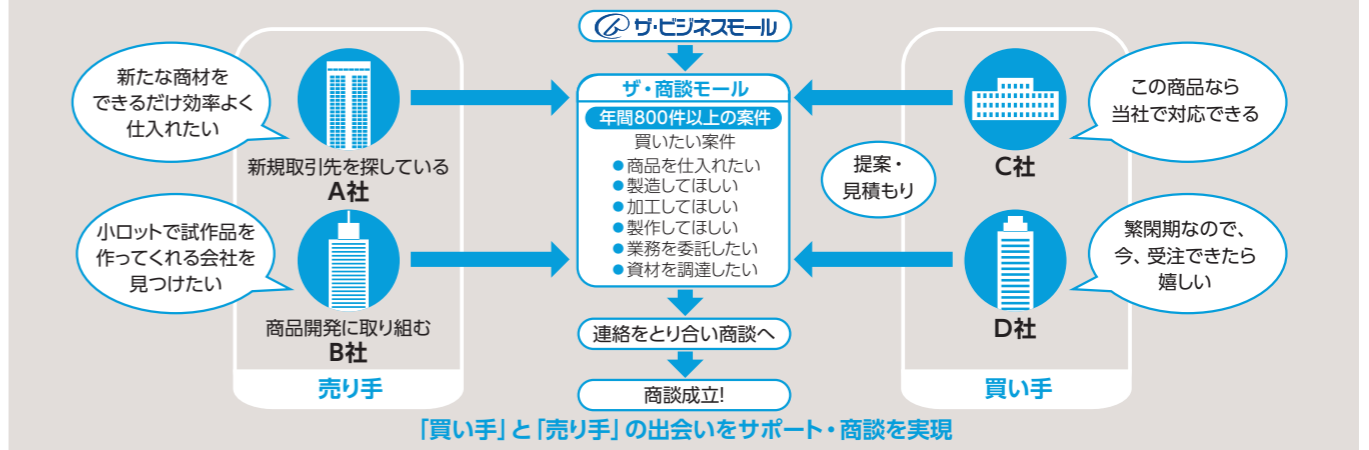 ザ・ビジネスモール
新たな商材を
できるだけ効率よく
仕入れたい
新規取引先を探している
A社
小ロットで試作品を
作ってくれる会社を
見つけたい
商品開発に取り組む
B社
売り手
ザ・商談モール
年間800件以上の案件
買いたい案件
●商品を仕入れたい
●製造してほしい
●加工してほしい
●製作してほしい
●業務を委託したい
●資材を調達したい
連絡をとり合い商談へ
商談成立!
提案・
見積もり
この商品なら
当社で対応できる
C社
繁閑期なので、
今、受注できたら
嬉しい
D社
買い手
「買い手」と「売り手」の出会いをサポート・商談を実現